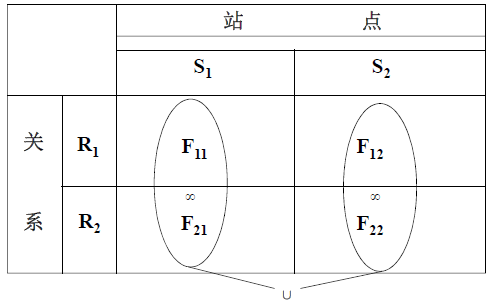 站 点
S₁ S₂
关 R₁ F₁₁ F₁₂
∞ ∞
系 R₂ F₂₁ F₂₂
∪